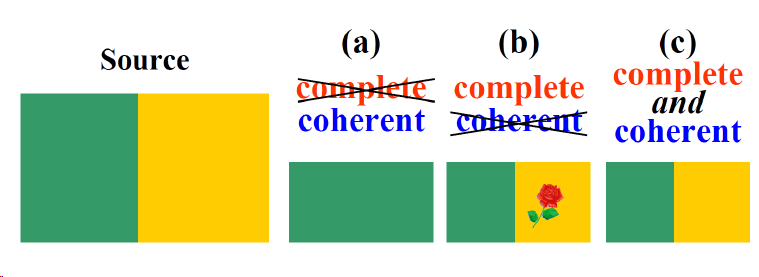 Source
(a)
complete
coherent
(b)
complete
coherent
(c)
complete
and
coherent